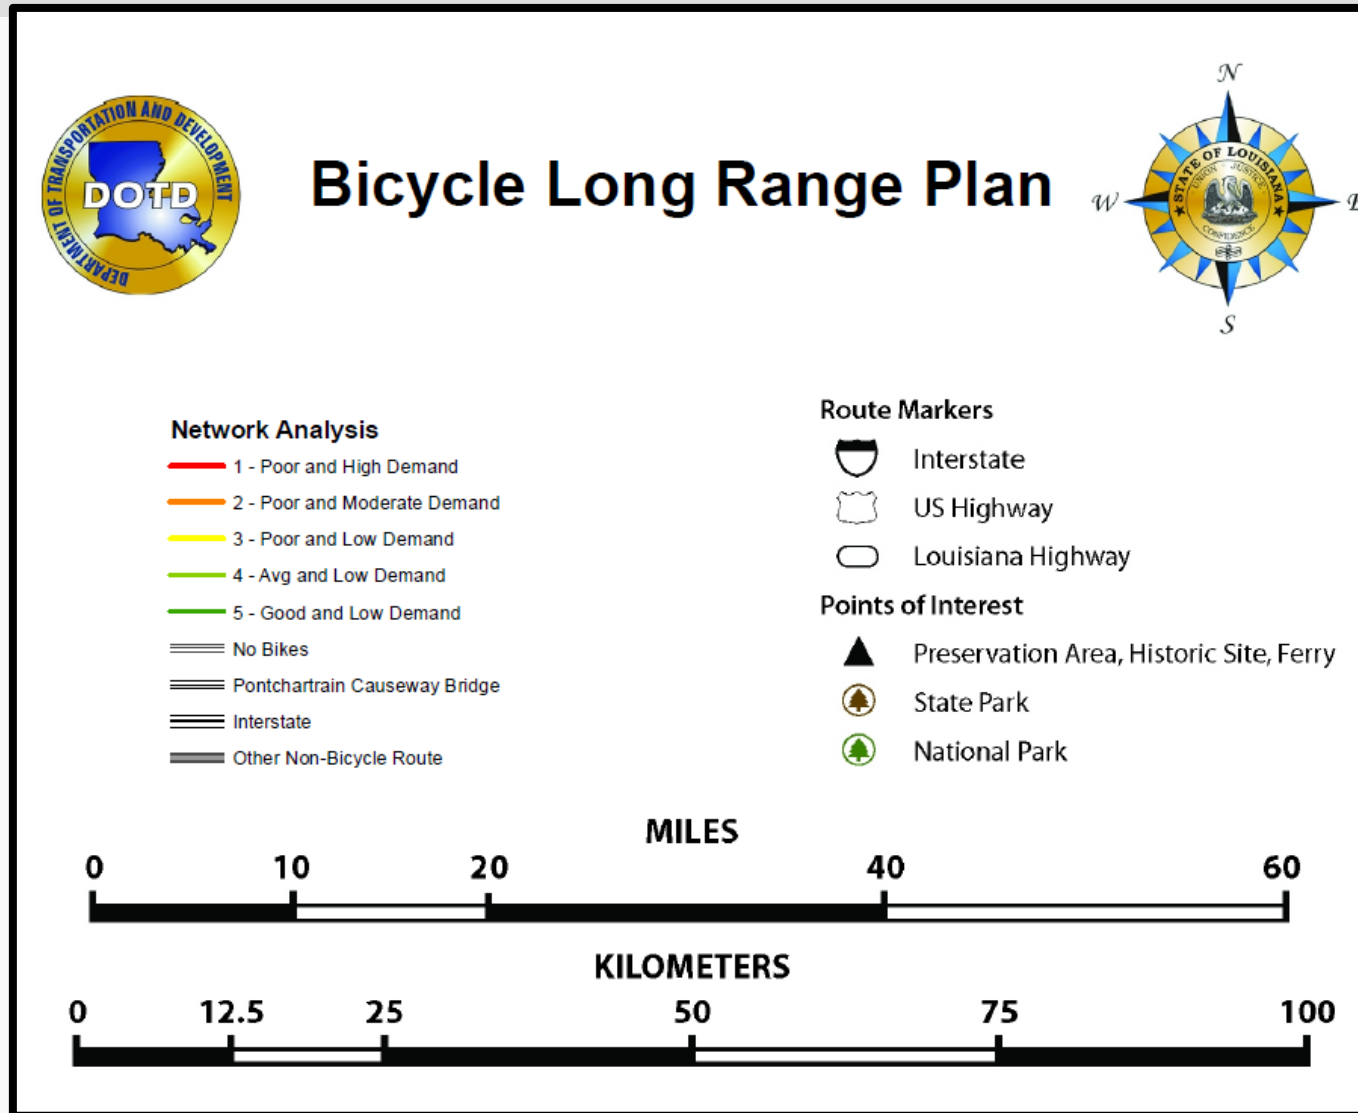 DEPARTMENT OF TRANSPORTATION AND DEVELOPMENT
DOTD
Bicycle Long Range Plan
N
W
E
S
STATE OF LOUISIANA
UNION JUSTICE
CONFIDENCE
Network Analysis
1 - Poor and High Demand
2 - Poor and Moderate Demand
3 - Poor and Low Demand
4 - Avg and Low Demand
5 - Good and Low Demand
No Bikes
Pontchartrain Causeway Bridge
Interstate
Other Non-Bicycle Route
Route Markers
Interstate
US Highway
Louisiana Highway
Points of Interest
Preservation Area, Historic Site, Ferry
State Park
National Park
MILES
0 10 20 40 60
KILOMETERS
0 12.5 25 50 75 100